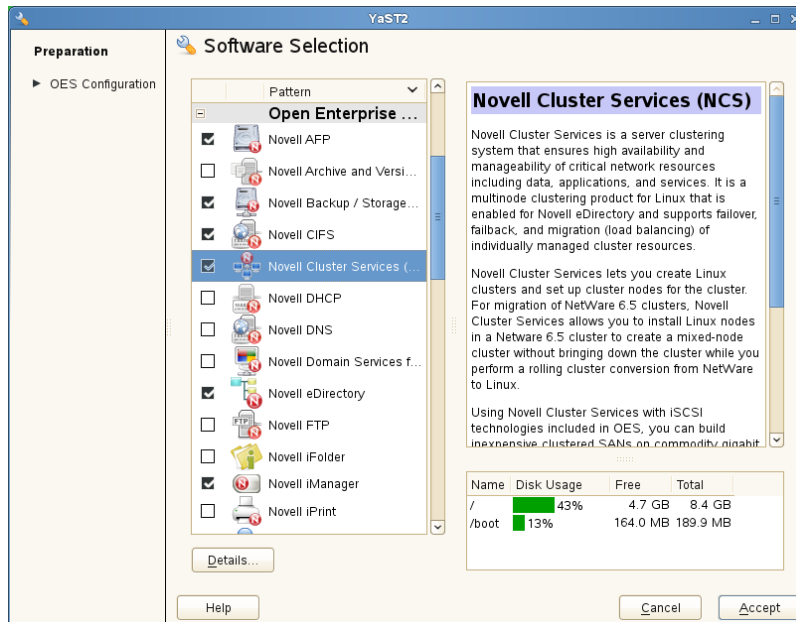 YaST2
Preparation
OES Configuration
Software Selection
Pattern
Open Enterprise ...
Novell AFP
Novell Archive and Versi...
Novell Backup / Storage...
Novell CIFS
Novell Cluster Services (...
Novell DHCP
Novell DNS
Novell Domain Services f...
Novell eDirectory
FTP
Novell FTP
Novell iFolder
Novell iManager
Novell iPrint
Details...
Novell Cluster Services (NCS)
Novell Cluster Services is a server clustering
system that ensures high availability and
manageability of critical network resources
including data, applications, and services. It is a
multinode clustering product for Linux that is
enabled for Novell eDirectory and supports failover,
failback, and migration (load balancing) of
individually managed cluster resources.
Novell Cluster Services lets you create Linux
clusters and set up cluster nodes for the cluster.
For migration of NetWare 6.5 clusters, Novell
Cluster Services allows you to install Linux nodes
in a Netware 6.5 cluster to create a mixed-node
cluster without bringing down the cluster while you
perform a rolling cluster conversion from NetWare
to Linux.
Using Novell Cluster Services with iSCSI
technologies included in OES, you can build
inexpensive clustered SANs on commodity gigabit
Name Disk Usage Free Total
/ 43% 4.7 GB 8.4 GB
/boot 13% 164.0 MB 189.9 MB
Help
Cancel
Accept